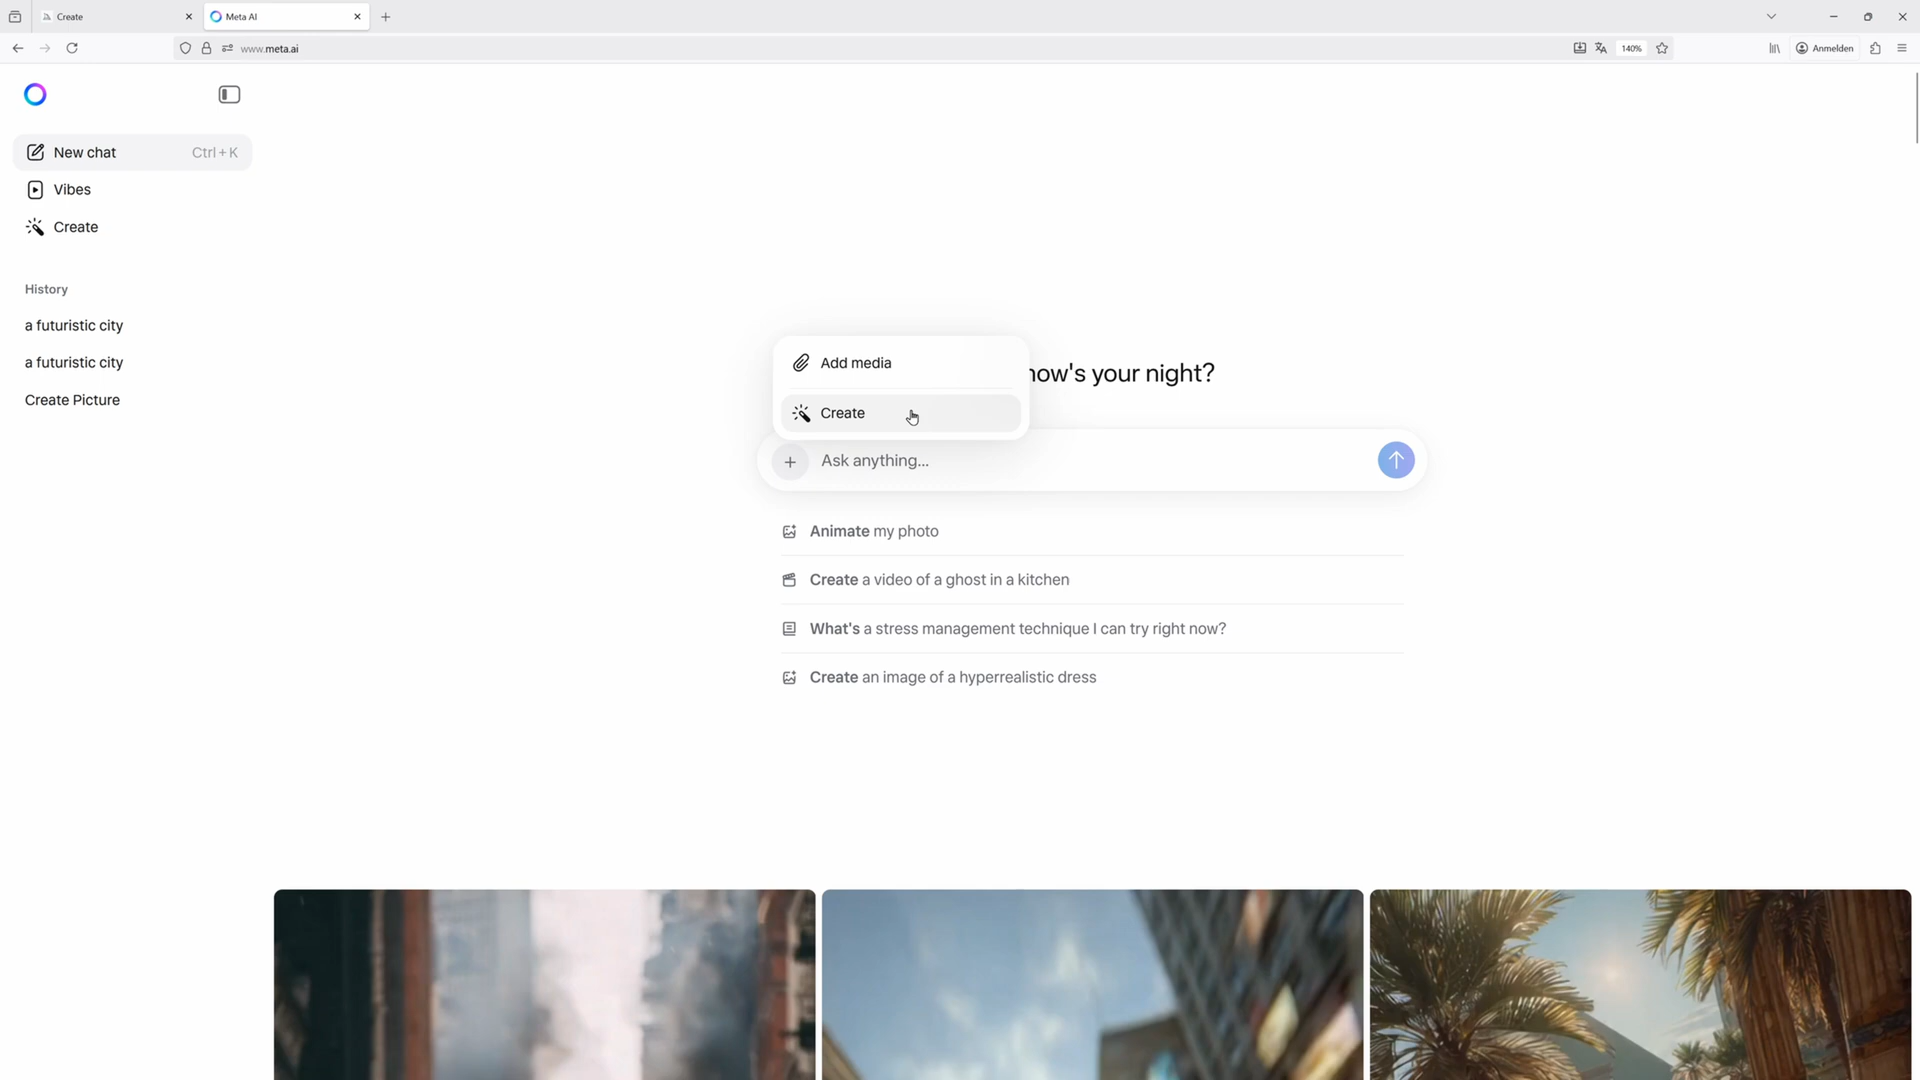 Create
Meta AI
www.meta.ai
140%
Anmelden
New chat Ctrl+K
Vibes
Create
History
a futuristic city
a futuristic city
Create Picture
Add media
Create
how's your night?
Ask anything...
Animate my photo
Create a video of a ghost in a kitchen
What's a stress management technique I can try right now?
Create an image of a hyperrealistic dress